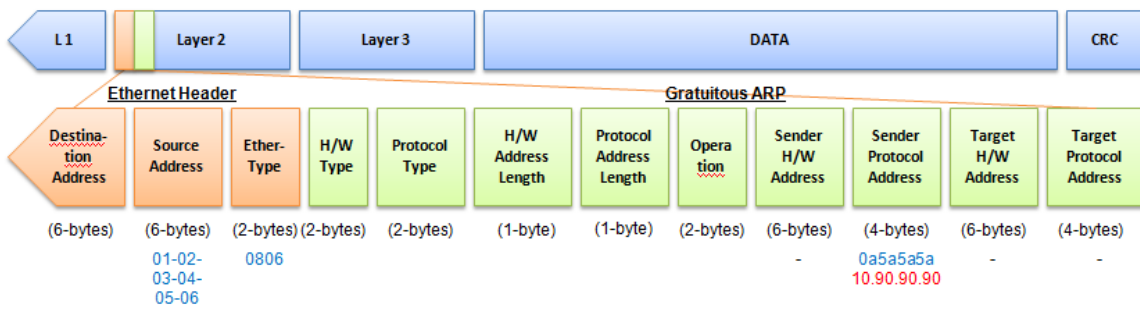 L 1
Layer 2
Layer 3
DATA
CRC
Ethernet Header
Gratuitous ARP
Destina-
tion
Address
Source
Address
Ether-
Type
H/W
Type
Protocol
Type
H/W
Address
Length
Protocol
Address
Length
Opera
tion
Sender
H/W
Address
Sender
Protocol
Address
Target
H/W
Address
Target
Protocol
Address
(6-bytes)
(6-bytes)
(2-bytes)
(2-bytes)
(2-bytes)
(1-byte)
(1-byte)
(2-bytes)
(6-bytes)
(4-bytes)
(6-bytes)
(4-bytes)
01-02-
03-04-
05-06
0806
-
0a5a5a5a
10.90.90.90
-
-